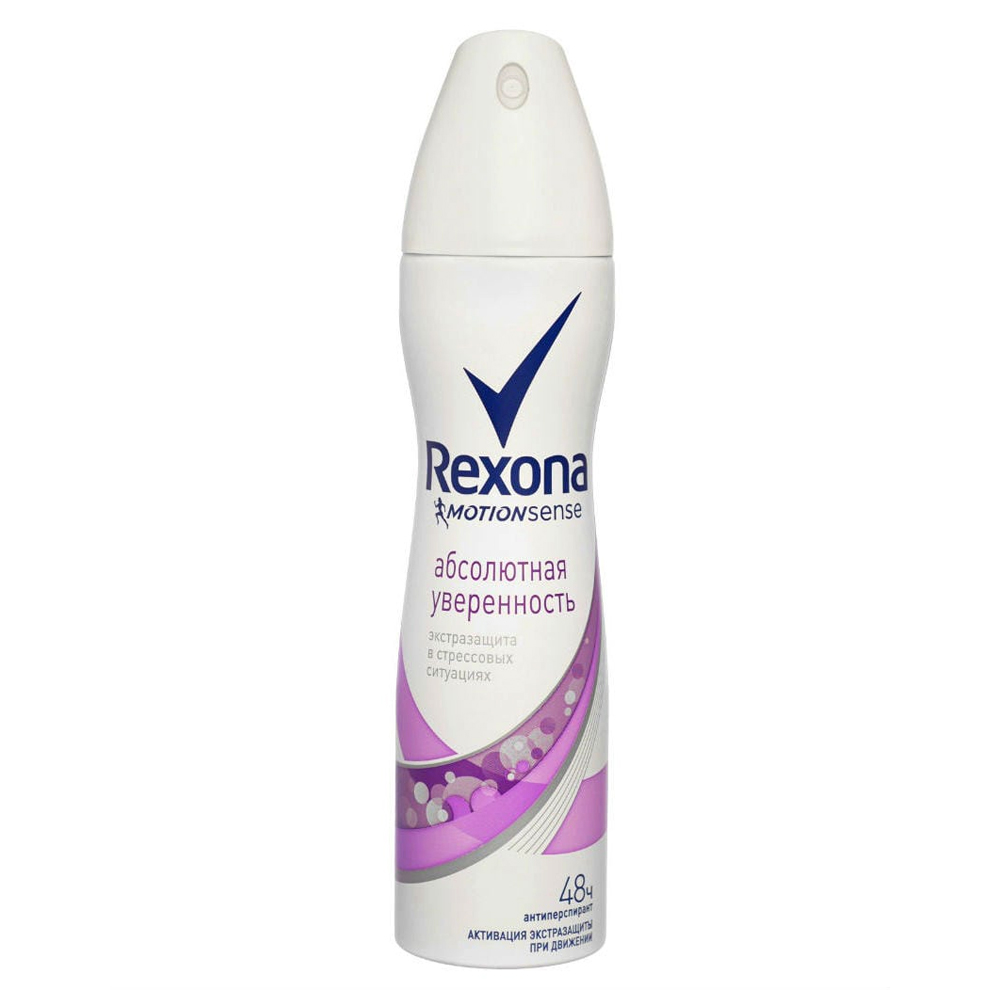 Rexona
MOTIONsense
абсолютная
уверенность
экстразащита
в стрессовых
ситуациях
48ч
антиперспирант
АКТИВАЦИЯ ЭКСТРАЗАЩИТЫ
ПРИ ДВИЖЕНИИ